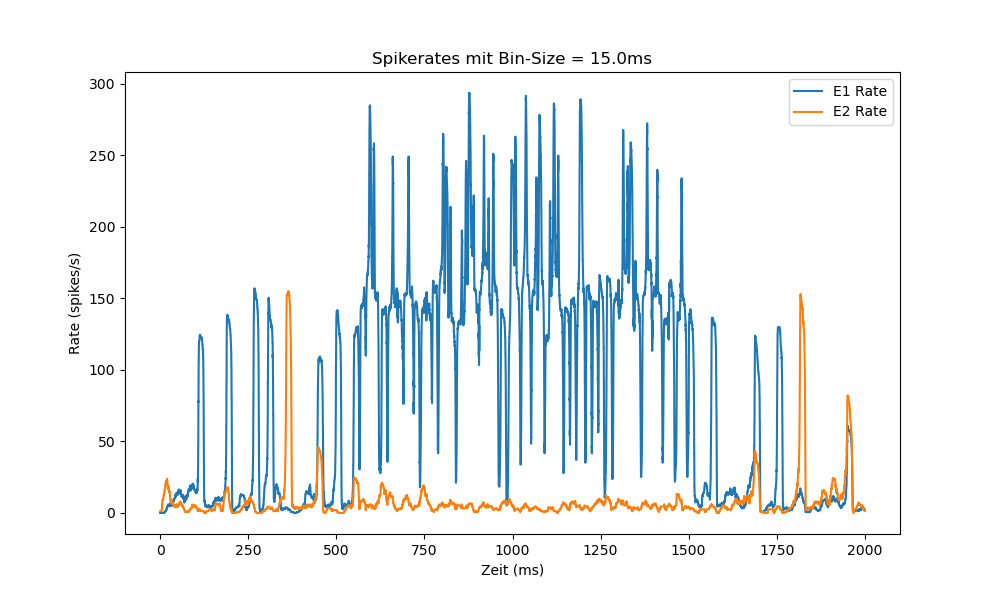 Spikerates mit Bin-Size = 15.0ms
E1 Rate
E2 Rate
Rate (spikes/s)
300
250
200
150
100
50
0
0 250 500 750 1000 1250 1500 1750 2000
Zeit (ms)